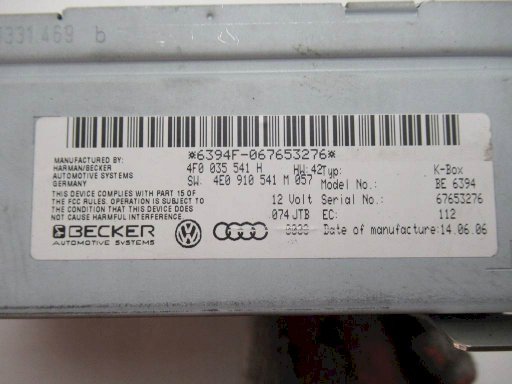 331.469 b
*6394F-067653276*
MANUFACTURED BY:
HARMAN/BECKER
AUTOMOTIVE SYSTEMS
GERMANY
4F0 035 541 H HW:42
SW. 4E0 910 541 M 057
Typ: K-Box
Model No.: BE 6394
THIS DEVICE COMPLIES WITH PART 15 OF
THE FCC RULES. OPERATION IS SUBJECT TO
THE CONDITION THAT THIS DEVICE DOES
NOT CAUSE HARMFUL INTERFERENCE
12 Volt Serial No.: 67653276
074 JTB EC: 112
BECKER
AUTOMOTIVE SYSTEMS
Date of manufacture: 14.06.06